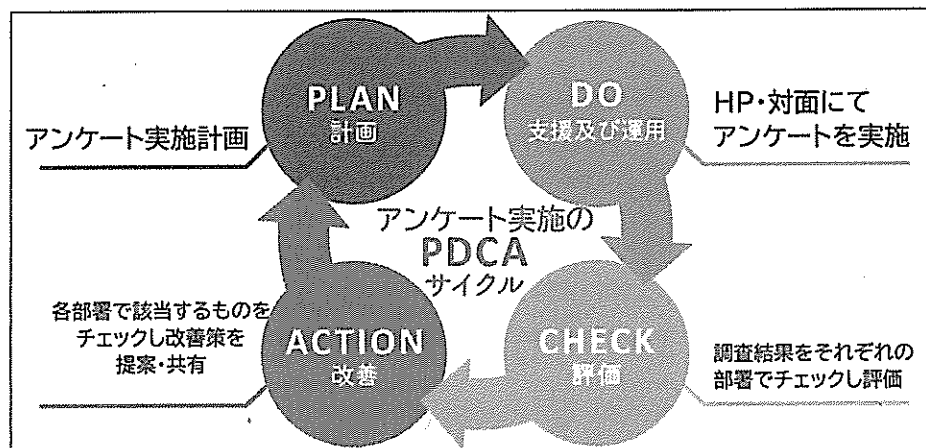 PLAN
計画
アンケート実施計画
DO
支援及び運用
HP・対面にて
アンケートを実施
アンケート実施の
PDCA
サイクル
各部署で該当するものを
チェックし改善策を
提案・共有
ACTION
改善
CHECK
評価
調査結果をそれぞれの
部署でチェックし評価